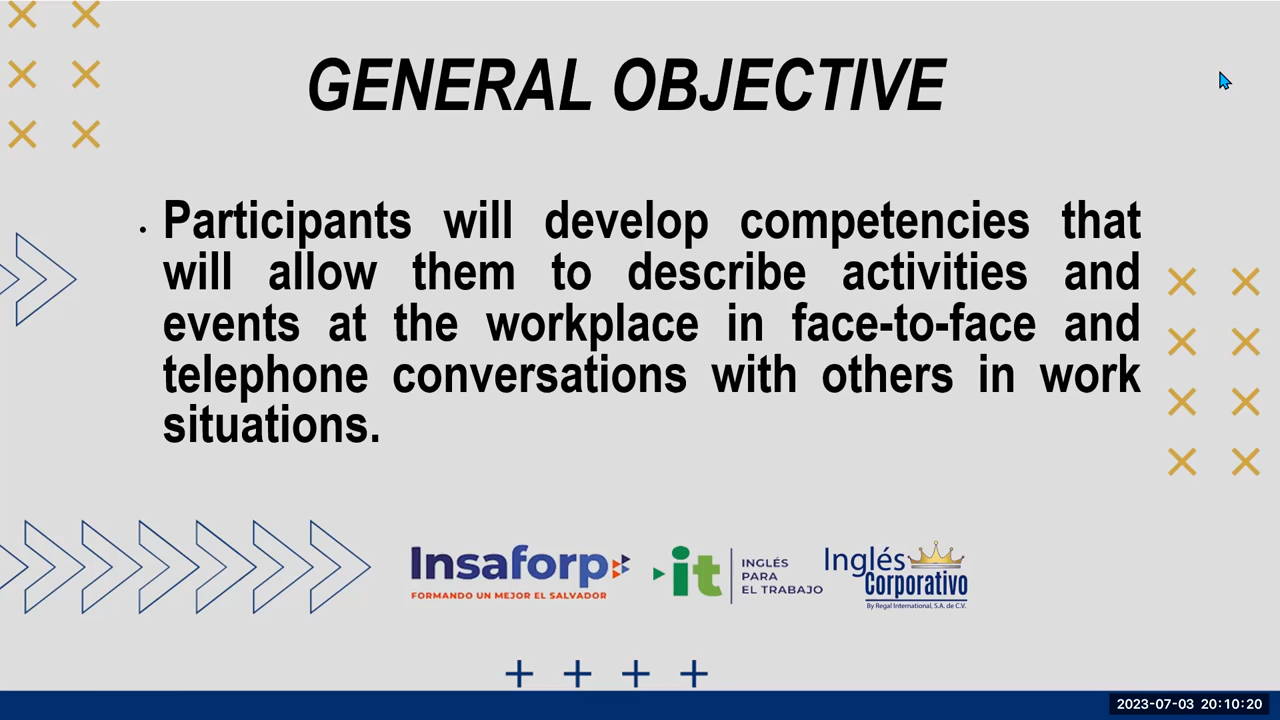 GENERAL OBJECTIVE
• Participants will develop competencies that
will allow them to describe activities and
events at the workplace in face-to-face and
telephone conversations with others in work
situations.
Insaforp
FORMANDO UN MEJOR EL SALVADOR
it
INGLÉS
PARA
EL TRABAJO
Inglés
Corporativo
By Regal International, S.A. de C.V.
2023-07-03 20:10:20